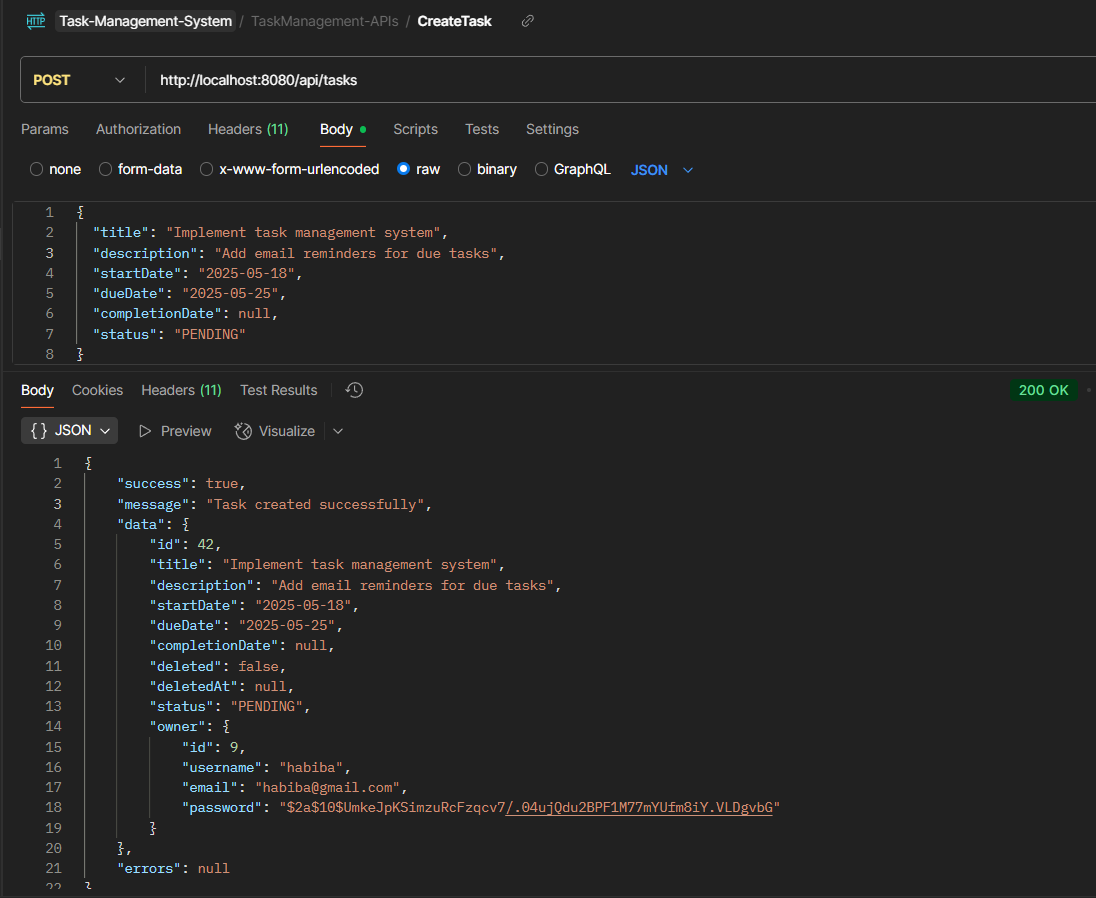 HTTP Task-Management-System / TaskManagement-APIs / CreateTask
POST http://localhost:8080/api/tasks
Params Authorization Headers (11) Body Scripts Tests Settings
none form-data x-www-form-urlencoded raw binary GraphQL JSON
1 {
2 "title": "Implement task management system",
3 "description": "Add email reminders for due tasks",
4 "startDate": "2025-05-18",
5 "dueDate": "2025-05-25",
6 "completionDate": null,
7 "status": "PENDING"
8 }
Body Cookies Headers (11) Test Results 200 OK
{} JSON Preview Visualize
1 {
2 "success": true,
3 "message": "Task created successfully",
4 "data": {
5 "id": 42,
6 "title": "Implement task management system",
7 "description": "Add email reminders for due tasks",
8 "startDate": "2025-05-18",
9 "dueDate": "2025-05-25",
10 "completionDate": null,
11 "deleted": false,
12 "deletedAt": null,
13 "status": "PENDING",
14 "owner": {
15 "id": 9,
16 "username": "habiba",
17 "email": "habiba@gmail.com",
18 "password": "$2a$10$UmkeJpKSimzuRcFzqcv7/.04ujQdu2BPF1M77mYUfm8iY.VLDgvbG"
19 }
20 },
21 "errors": null
22 }